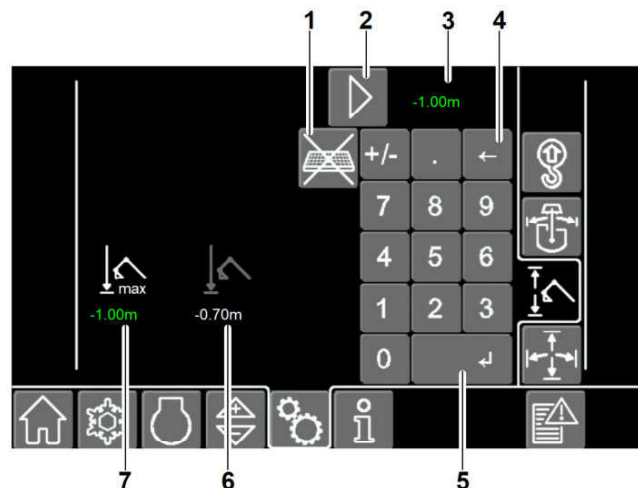 1 2 3 4
-1.00m
+/- . ←
7 8 9
4 5 6
max
-1.00m -0.70m
1 2 3
0 ↵
i
7 6 5